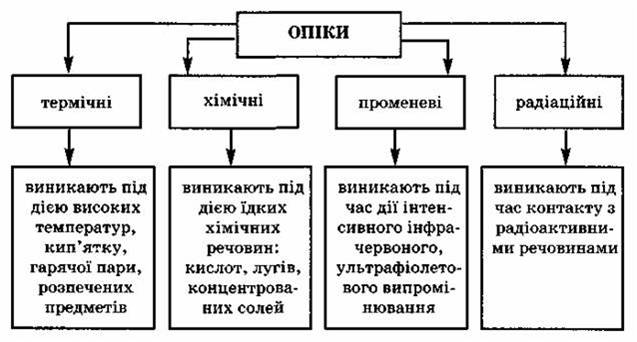 ОПІКИ
термічні
хімічні
променеві
радіаційні
виникають під
дією високих
температур,
кип’ятку,
гарячої пари,
розпечених
предметів
виникають під
дією їдких
хімічних
речовин:
кислот, лугів,
концентрова-
них солей
виникають під
час дії інтен-
сивного інфра-
червоного,
ультрафіолето-
вого випромі-
нювання
виникають під
час контакту з
радіоактивни-
ми речовинами